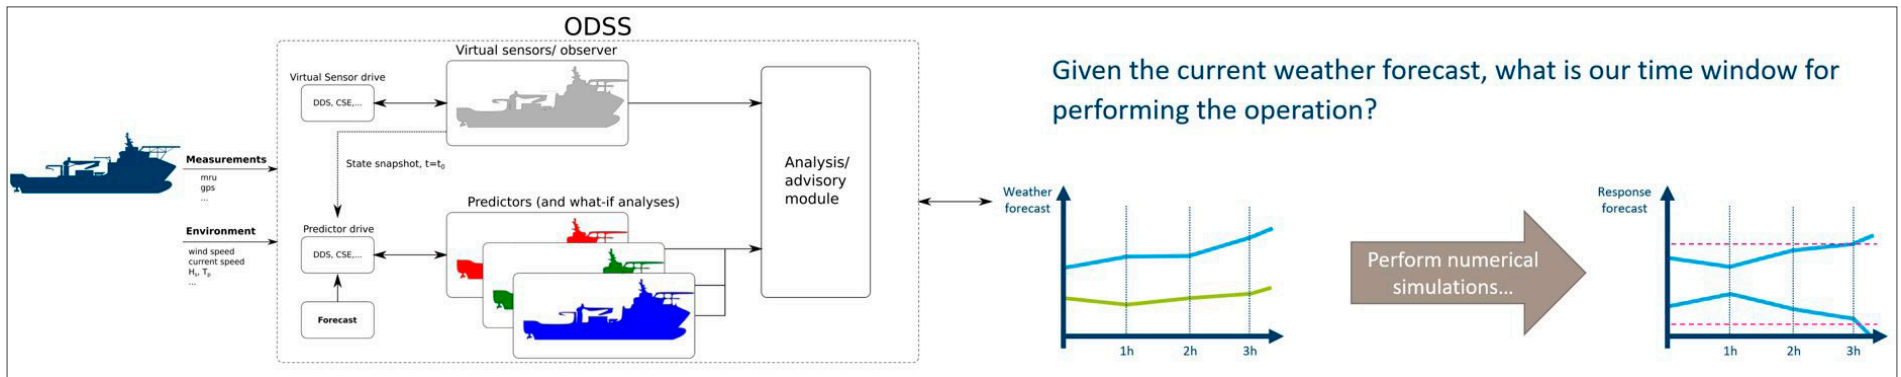 ODSS
Virtual sensors/ observer
Virtual Sensor drive
DDS, CSE,...
State snapshot, t=t₀
Measurements
mru
gps
...
Environment
wind speed
current speed
Hₛ, Tₚ
...
Predictors (and what-if analyses)
Predictor drive
DDS, CSE,...
Forecast
Analysis/
advisory
module
Given the current weather forecast, what is our time window for
performing the operation?
Weather
forecast
1h
2h
3h
Perform numerical
simulations...
Response
forecast
1h
2h
3h